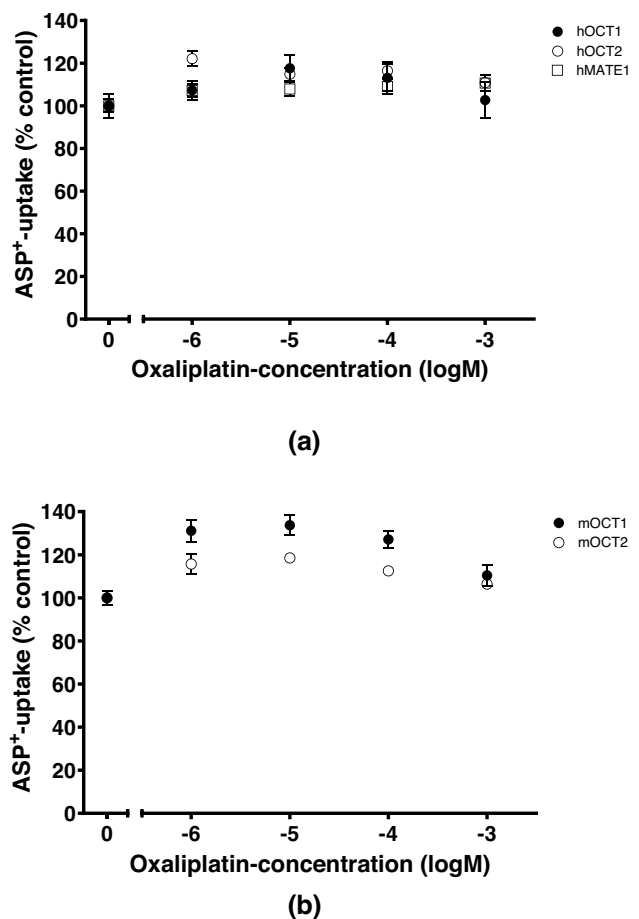 140
120
100
80
60
40
20
0
ASP⁺-uptake (% control)
hOCT1
hOCT2
hMATE1
0 -6 -5 -4 -3
Oxaliplatin-concentration (logM)
(a)
140
120
100
80
60
40
20
0
ASP⁺-uptake (% control)
mOCT1
mOCT2
0 -6 -5 -4 -3
Oxaliplatin-concentration (logM)
(b)